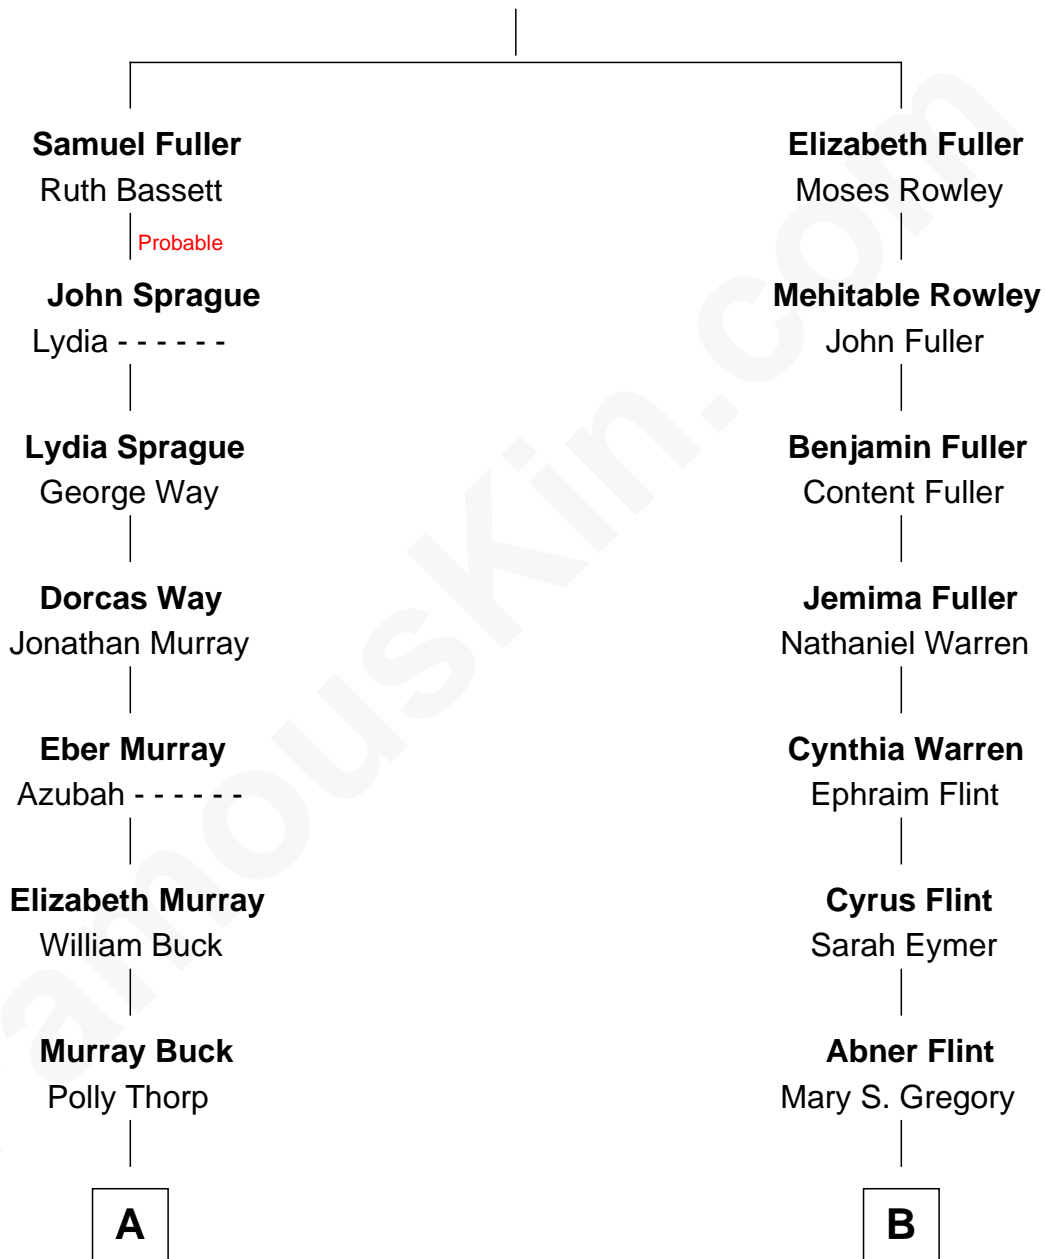 Samuel Fuller
Ruth Bassett
Probable
John Sprague
Lydia - - - - - -
Lydia Sprague
George Way
Dorcas Way
Jonathan Murray
Eber Murray
Azubah - - - - - -
Elizabeth Murray
William Buck
Murray Buck
Polly Thorp
A
Elizabeth Fuller
Moses Rowley
Mehitable Rowley
John Fuller
Benjamin Fuller
Content Fuller
Jemima Fuller
Nathaniel Warren
Cynthia Warren
Ephraim Flint
Cyrus Flint
Sarah Eymer
Abner Flint
Mary S. Gregory
B
amouskin.com